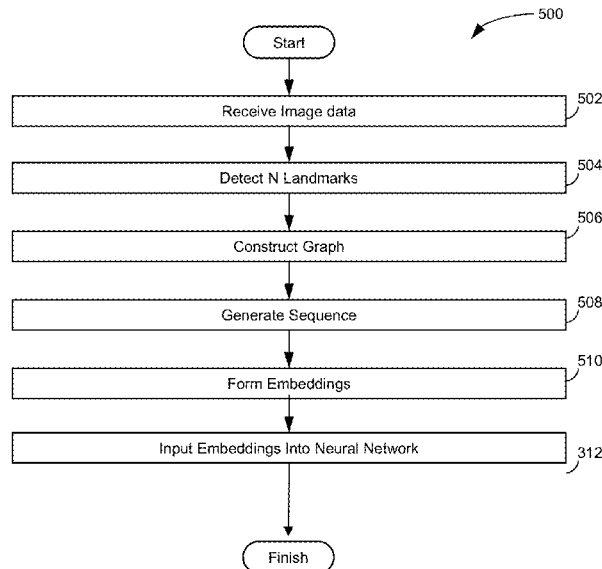 500
Start
Receive Image data
502
Detect N Landmarks
504
Construct Graph
506
Generate Sequence
508
Form Embeddings
510
Input Embeddings Into Neural Network
312
Finish